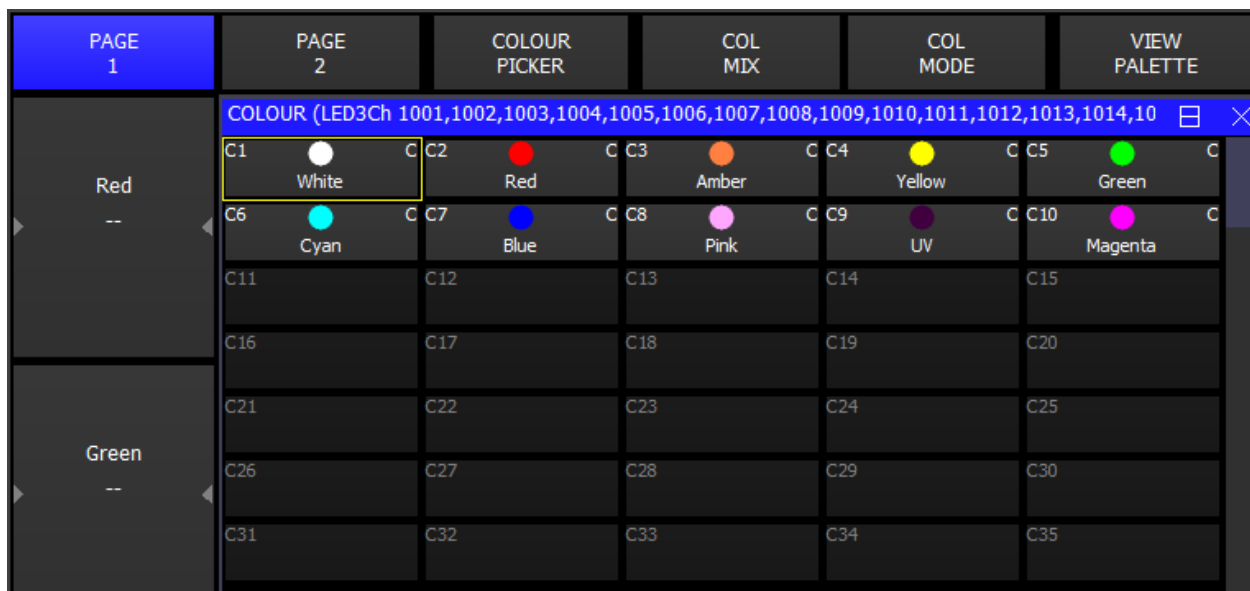 PAGE
1
PAGE
2
COLOUR
PICKER
COL
MIX
COL
MODE
VIEW
PALETTE
COLOUR (LED3Ch 1001,1002,1003,1004,1005,1006,1007,1008,1009,1010,1011,1012,1013,1014,10
Red
--
Green
--
C1 C
White
C2 C
Red
C3 C
Amber
C4 C
Yellow
C5 C
Green
C6 C
Cyan
C7 C
Blue
C8 C
Pink
C9 C
UV
C10 C
Magenta
C11 C12 C13 C14 C15
C16 C17 C18 C19 C20
C21 C22 C23 C24 C25
C26 C27 C28 C29 C30
C31 C32 C33 C34 C35